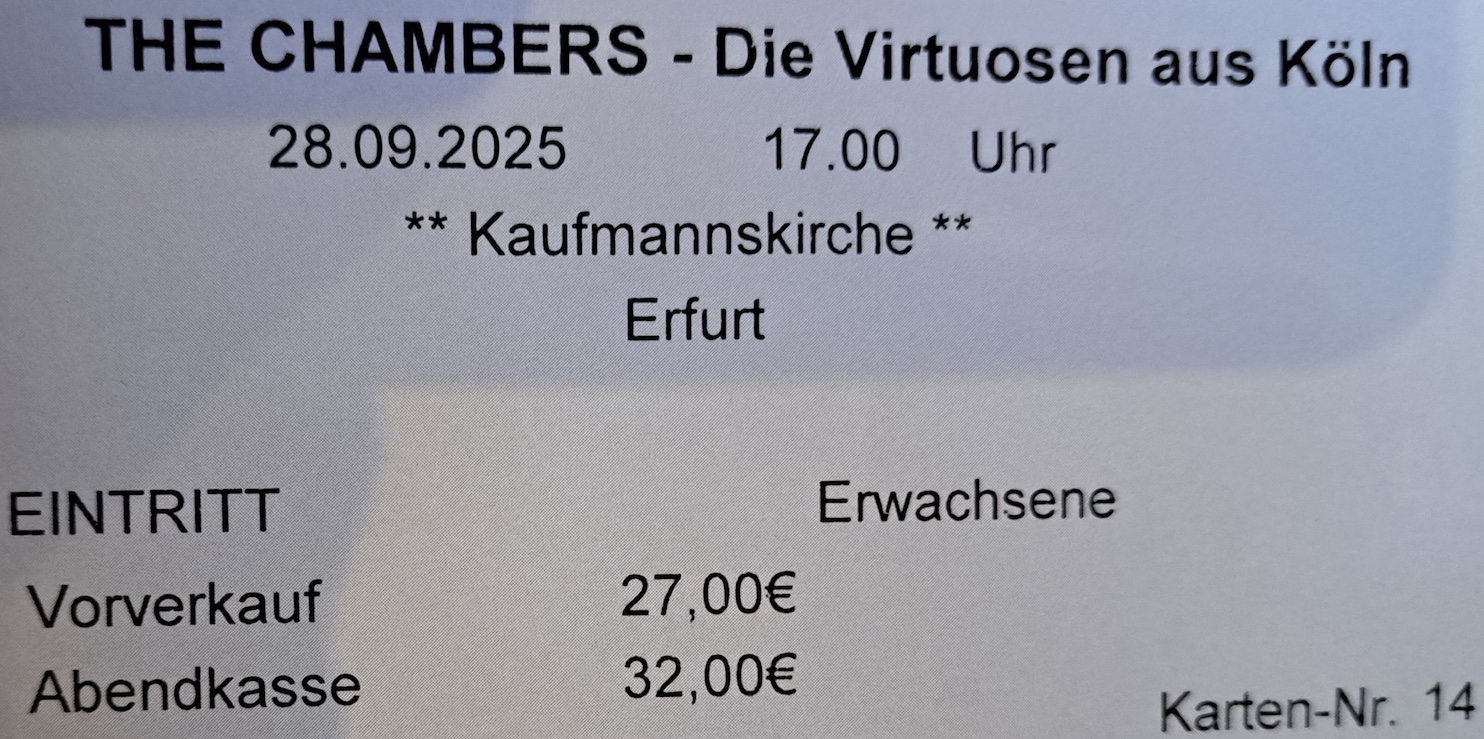 THE CHAMBERS - Die Virtuosen aus Köln
28.09.2025 17.00 Uhr
** Kaufmannskirche **
Erfurt
EINTRITT Erwachsene
Vorverkauf 27,00€
Abendkasse 32,00€
Karten-Nr. 14